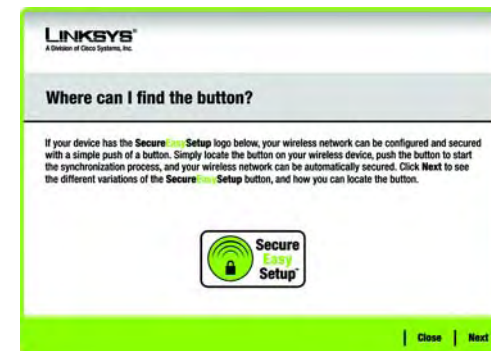 LINKSYS®
A Division of Cisco Systems, Inc.
Where can I find the button?
If your device has the SecureEasySetup logo below, your wireless network can be configured and secured
with a simple push of a button. Simply locate the button on your wireless device, push the button to start
the synchronization process, and your wireless network can be automatically secured. Click Next to see
the different variations of the SecureEasySetup button, and how you can locate the button.
Secure
Easy
Setup™
Close | Next